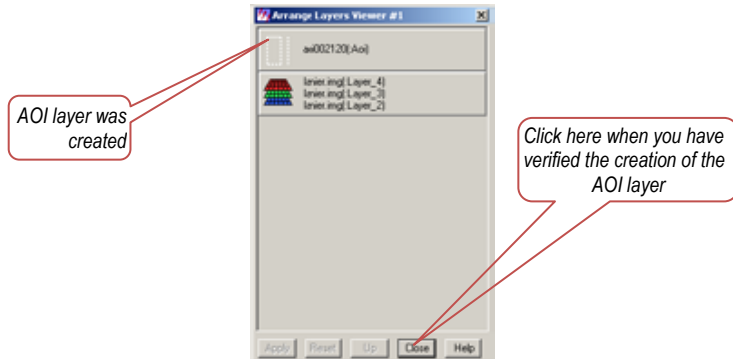 Arrange Layers Viewer #1
aoi002120(:Aoi)
lanier.img(:Layer_4)
lanier.img(:Layer_3)
lanier.img(:Layer_2)
AOI layer was
created
Click here when you have
verified the creation of the
AOI layer
Apply
Reset
Up
Close
Help